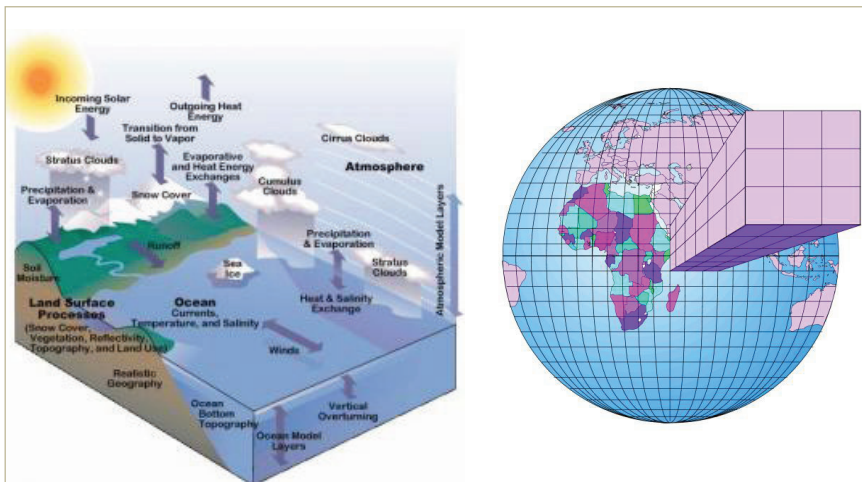 Incoming Solar
Energy
Outgoing Heat
Energy
Transition from
Solid to Vapor
Cirrus Clouds
Stratus Clouds
Evaporative
and Heat Energy
Exchanges
Atmosphere
Precipitation &
Evaporation
Snow Cover
Cumulus
Clouds
Atmospheric Model Layers
Precipitation
& Evaporation
Runoff
Stratus
Clouds
Soil
Moisture
Sea
Ice
Land Surface
Processes
(Snow Cover,
Vegetation, Reflectivity,
Topography, and Land Use)
Ocean
Currents,
Temperature, and Salinity
Heat & Salinity
Exchange
Winds
Realistic
Geography
Ocean
Bottom
Topography
Vertical
Overturning
Ocean Model
Layers